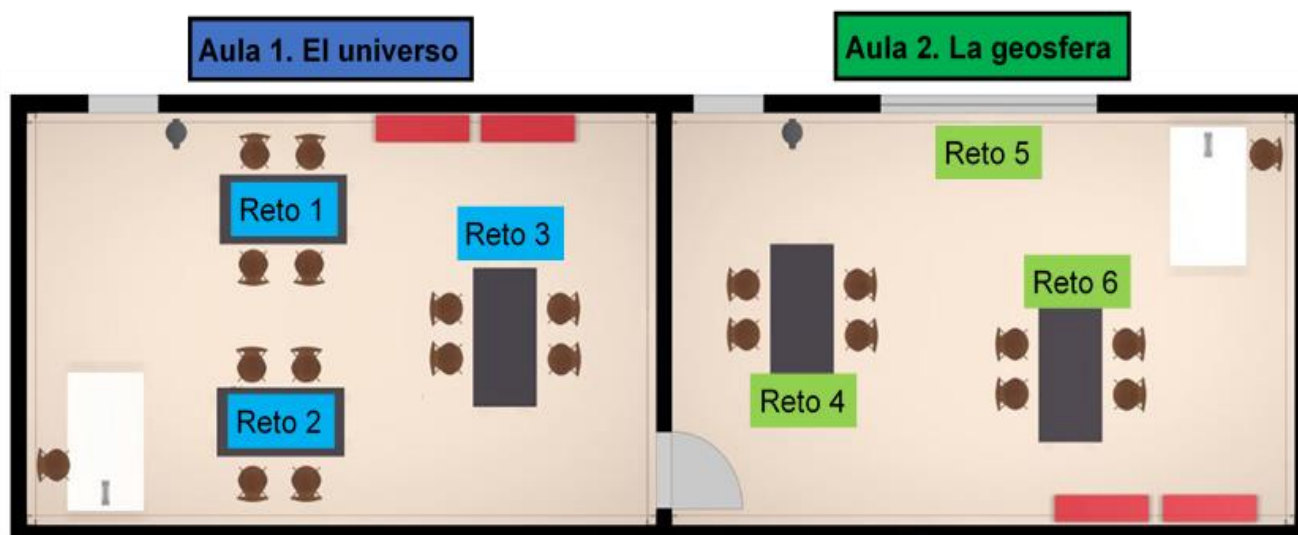 Aula 1. El universo
Aula 2. La geosfera
Reto 1
Reto 2
Reto 3
Reto 4
Reto 5
Reto 6